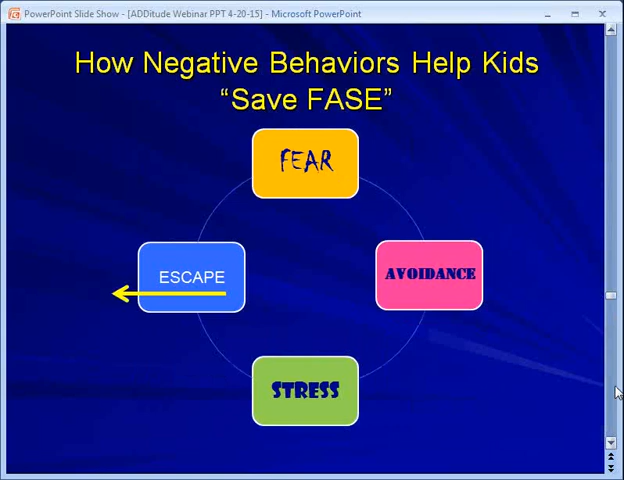 PowerPoint Slide Show - [ADDitude Webinar PPT 4-20-15] - Microsoft PowerPoint
How Negative Behaviors Help Kids
“Save FASE”
FEAR
ESCAPE
AVOIDANCE
STRESS